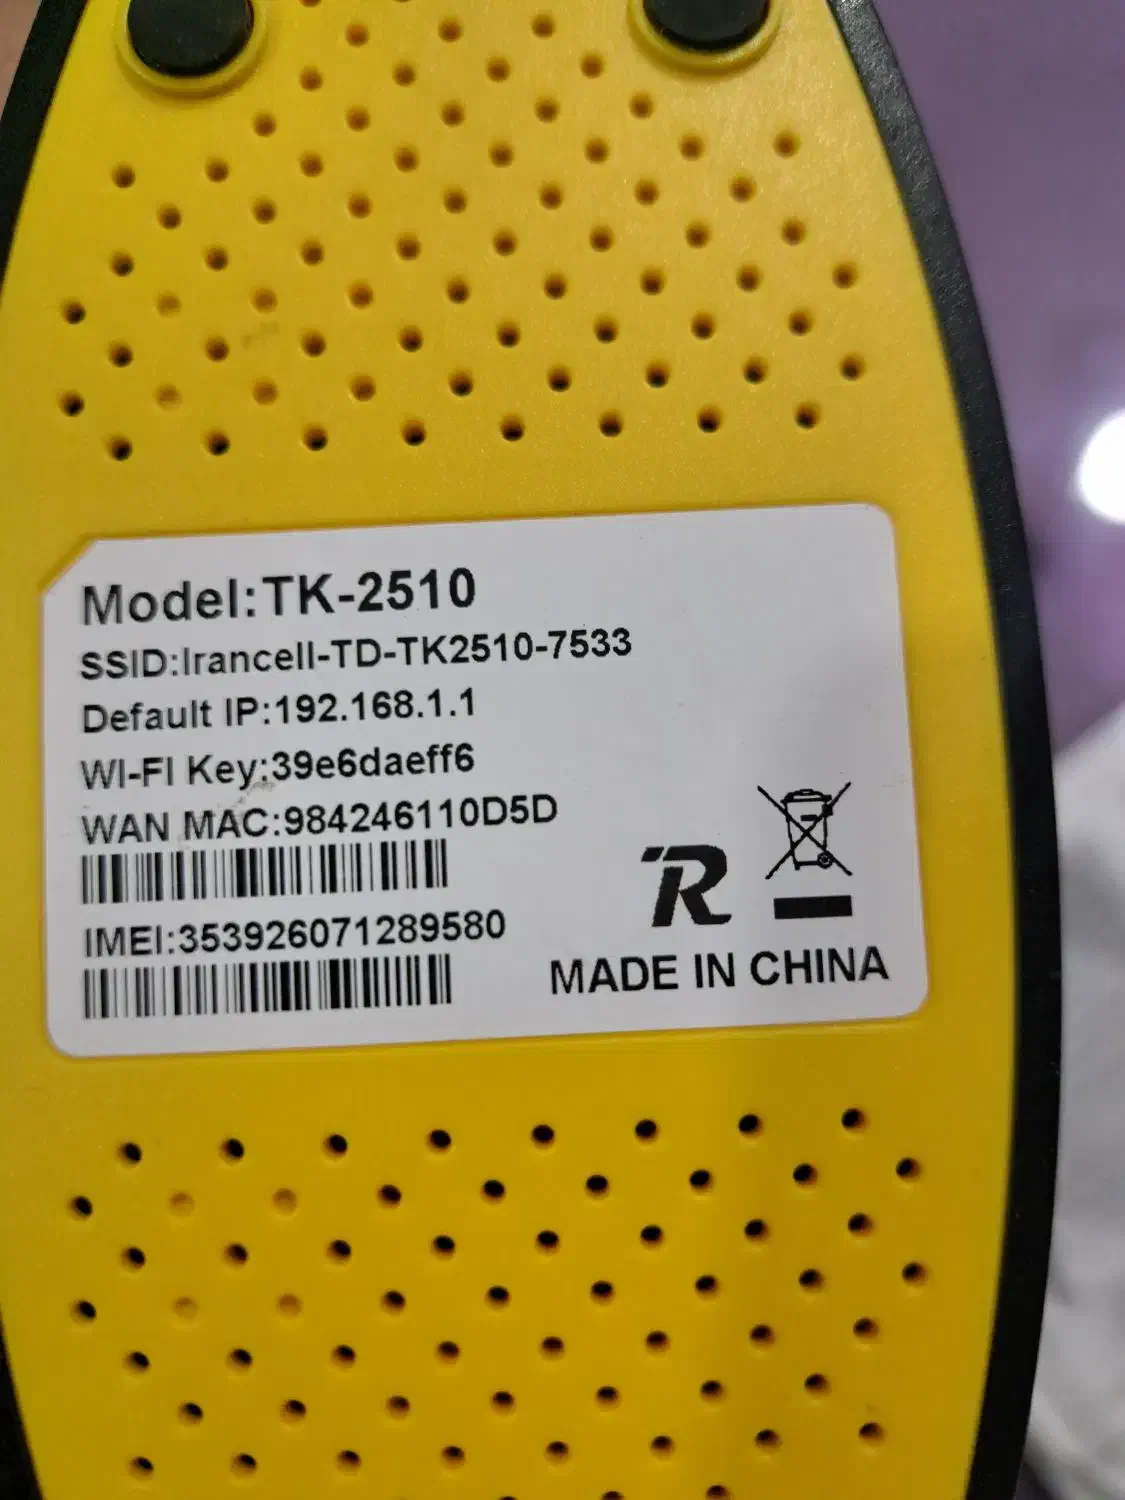 Model:TK-2510
SSID:Irancell-TD-TK2510-7533
Default IP:192.168.1.1
WI-FI Key:39e6daeff6
WAN MAC:984246110D5D
IMEI:353926071289580
R
MADE IN CHINA